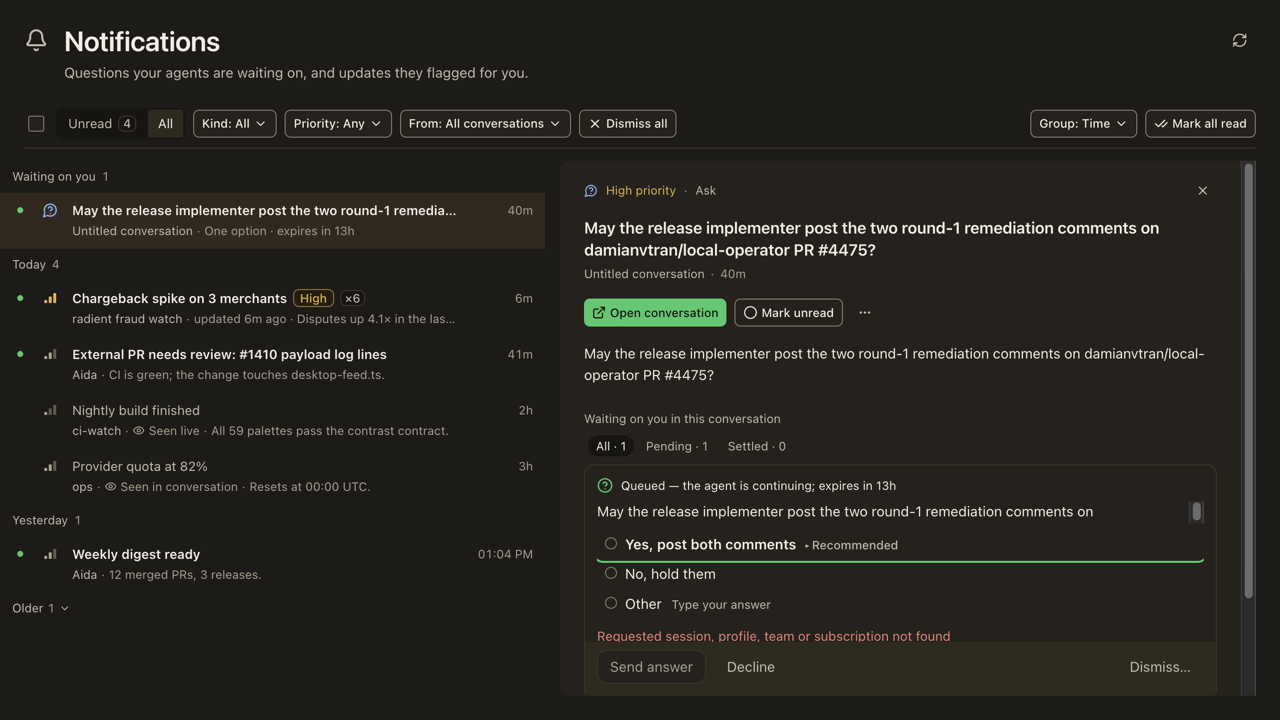 Notifications
Questions your agents are waiting on, and updates they flagged for you.
Unread 4 All Kind: All Priority: Any From: All conversations Dismiss all Group: Time Mark all read
Waiting on you 1
May the release implementer post the two round-1 remedia... 40m
Untitled conversation · One option · expires in 13h
Today 4
Chargeback spike on 3 merchants High ×6 6m
radient fraud watch · updated 6m ago · Disputes up 4.1× in the las...
External PR needs review: #1410 payload log lines 41m
Aida · CI is green; the change touches desktop-feed.ts.
Nightly build finished 2h
ci-watch · Seen live · All 59 palettes pass the contrast contract.
Provider quota at 82% 3h
ops · Seen in conversation · Resets at 00:00 UTC.
Yesterday 1
Weekly digest ready 01:04 PM
Aida · 12 merged PRs, 3 releases.
Older 1
High priority · Ask
May the release implementer post the two round-1 remediation comments on
damianvtran/local-operator PR #4475?
Untitled conversation · 40m
Open conversation Mark unread ...
May the release implementer post the two round-1 remediation comments on damianvtran/local-
operator PR #4475?
Waiting on you in this conversation
All · 1 Pending · 1 Settled · 0
Queued — the agent is continuing; expires in 13h
May the release implementer post the two round-1 remediation comments on
Yes, post both comments ▸ Recommended
No, hold them
Other Type your answer
Requested session, profile, team or subscription not found
Send answer Decline Dismiss...